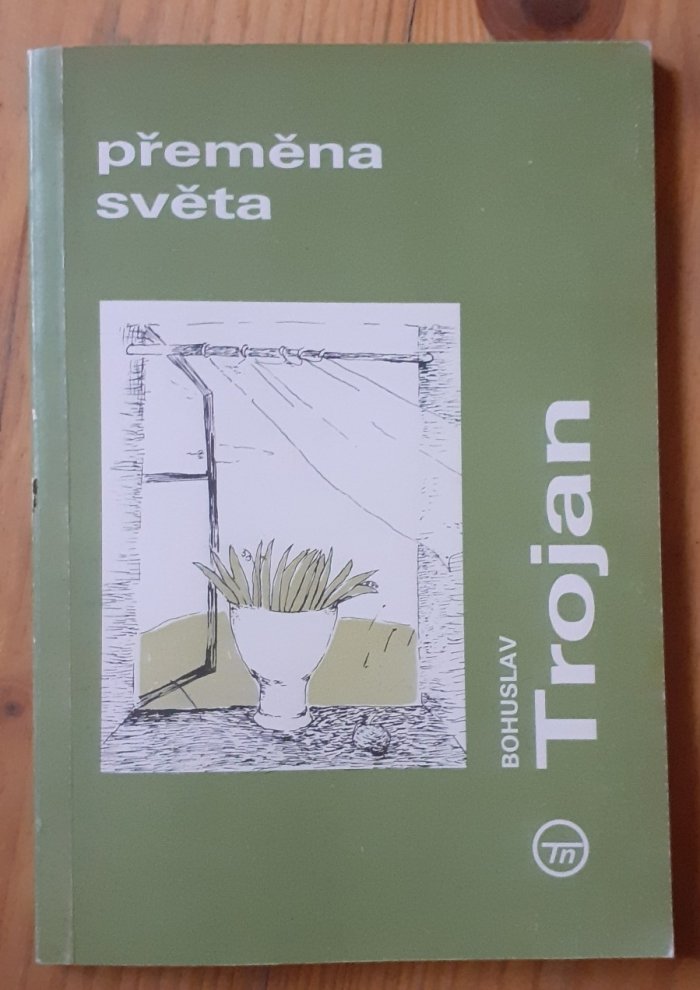 přeměna
světa
BOHUSLAV
Trojan
Tn